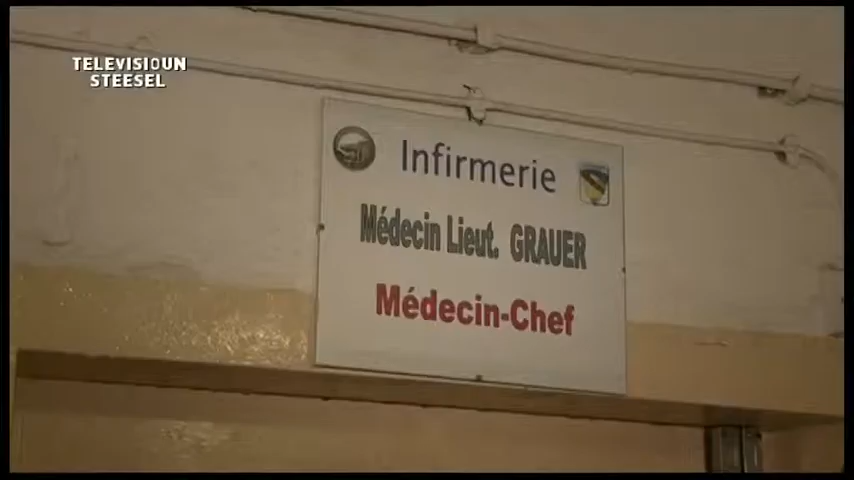 TELEVISIOUN
STEESEL
Infirmerie
Médecin Lieut. GRAUER
Médecin-Chef